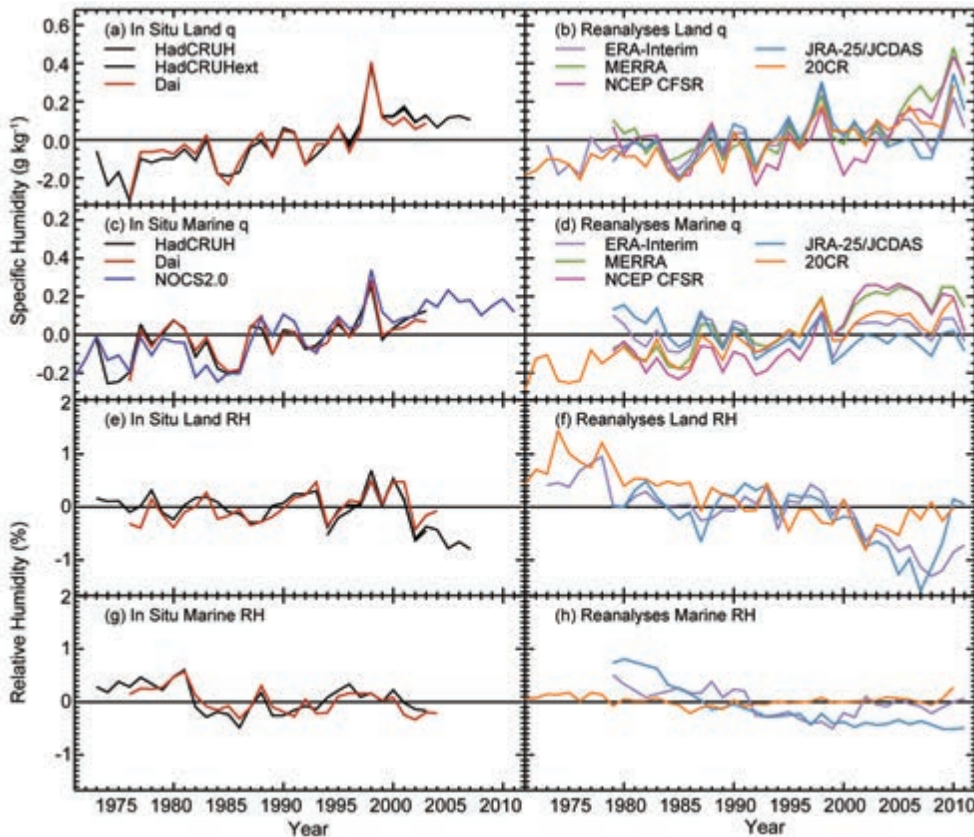 (a) In Situ Land q
HadCRUH
HadCRUHext
Dai
0.6
0.4
0.2
0.0
-2.0
(b) Reanalyses Land q
ERA-Interim
MERRA
NCEP CFSR
JRA-25/JCDAS
20CR
(c) In Situ Marine q
HadCRUH
Dai
NOCS2.0
0.2
0.4
0.2
0.0
-0.2
(d) Reanalyses Marine q
ERA-Interim
MERRA
NCEP CFSR
JRA-25/JCDAS
20CR
Specific Humidity (g kg⁻¹)
(e) In Situ Land RH
2
1
0
-1
(f) Reanalyses Land RH
(g) In Situ Marine RH
2
1
0
-1
(h) Reanalyses Marine RH
Relative Humidity (%)
1975 1980 1985 1990 1995 2000 2005 2010
1975 1980 1985 1990 1995 2000 2005 2010
Year
Year